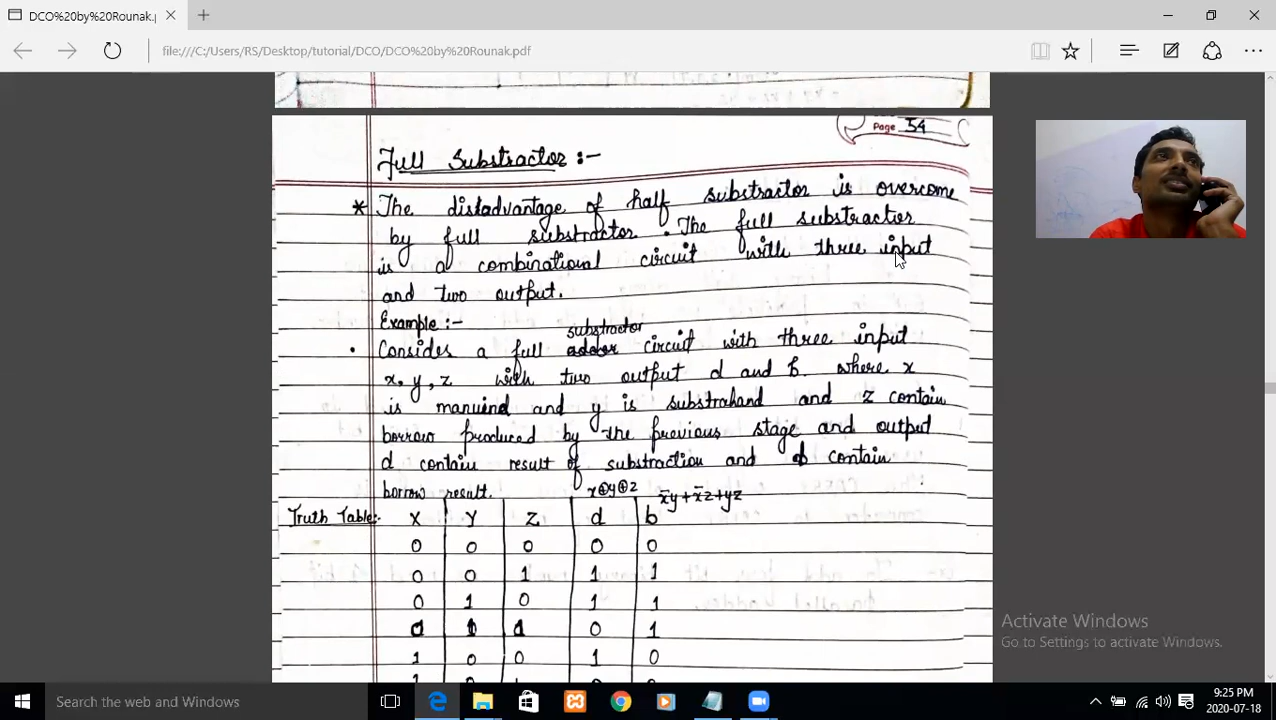 DCO%20by%20Rounak.p
file:///C:/Users/RS/Desktop/tutorial/DCO/DCO%20by%20Rounak.pdf
Page 54
Full Substractor :-
* The disadvantage of half substractor is overcome
by full substractor . The full substractior
is a combinational circuit with three input
and two output.
Example :-
substractor
• Considers a full circuit with three input
x, y, z with two output d and b. where x
is manuind and y is substrahand and z contain
borrow produced by the previous stage and output
d contain result of substraction and b contain
borrow result. x⊕y⊕z x̄y+x̄z+yz
Truth Table:- X Y Z d b
0 0 0 0 0
0 0 1 1 1
0 1 0 1 1
0 1 1 0 1
1 0 0 1 0
Activate Windows
Go to Settings to activate Windows.
Search the web and Windows
9:25 PM
2020-07-18